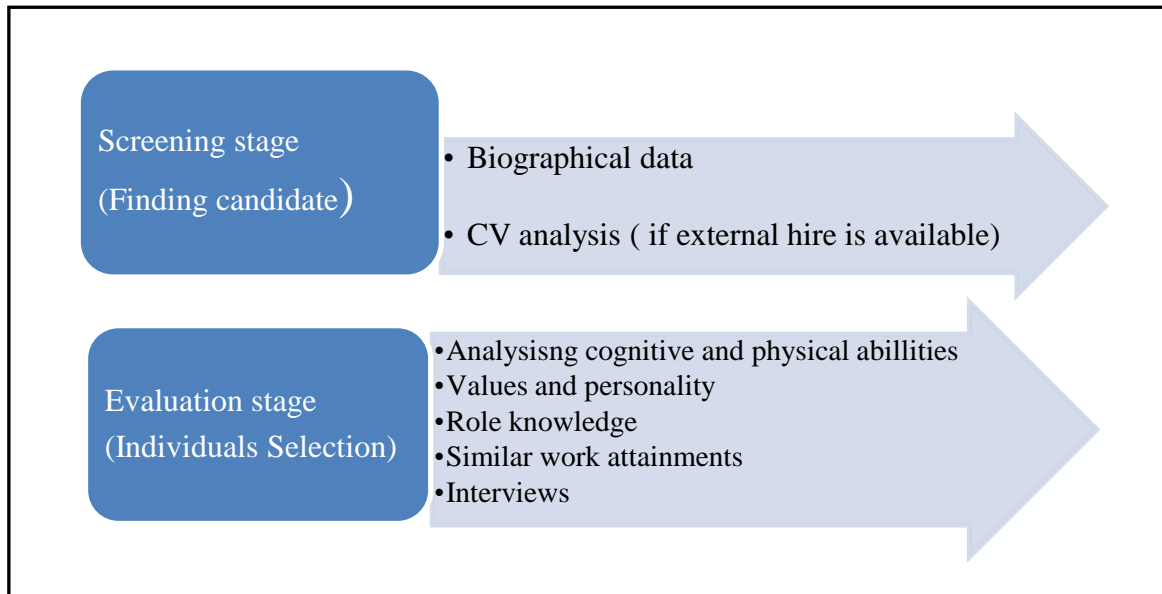 Screening stage
(Finding candidate)
• Biographical data
• CV analysis ( if external hire is available)
Evaluation stage
(Individuals Selection)
•Analysisng cognitive and physical abillities
•Values and personality
•Role knowledge
•Similar work attainments
•Interviews